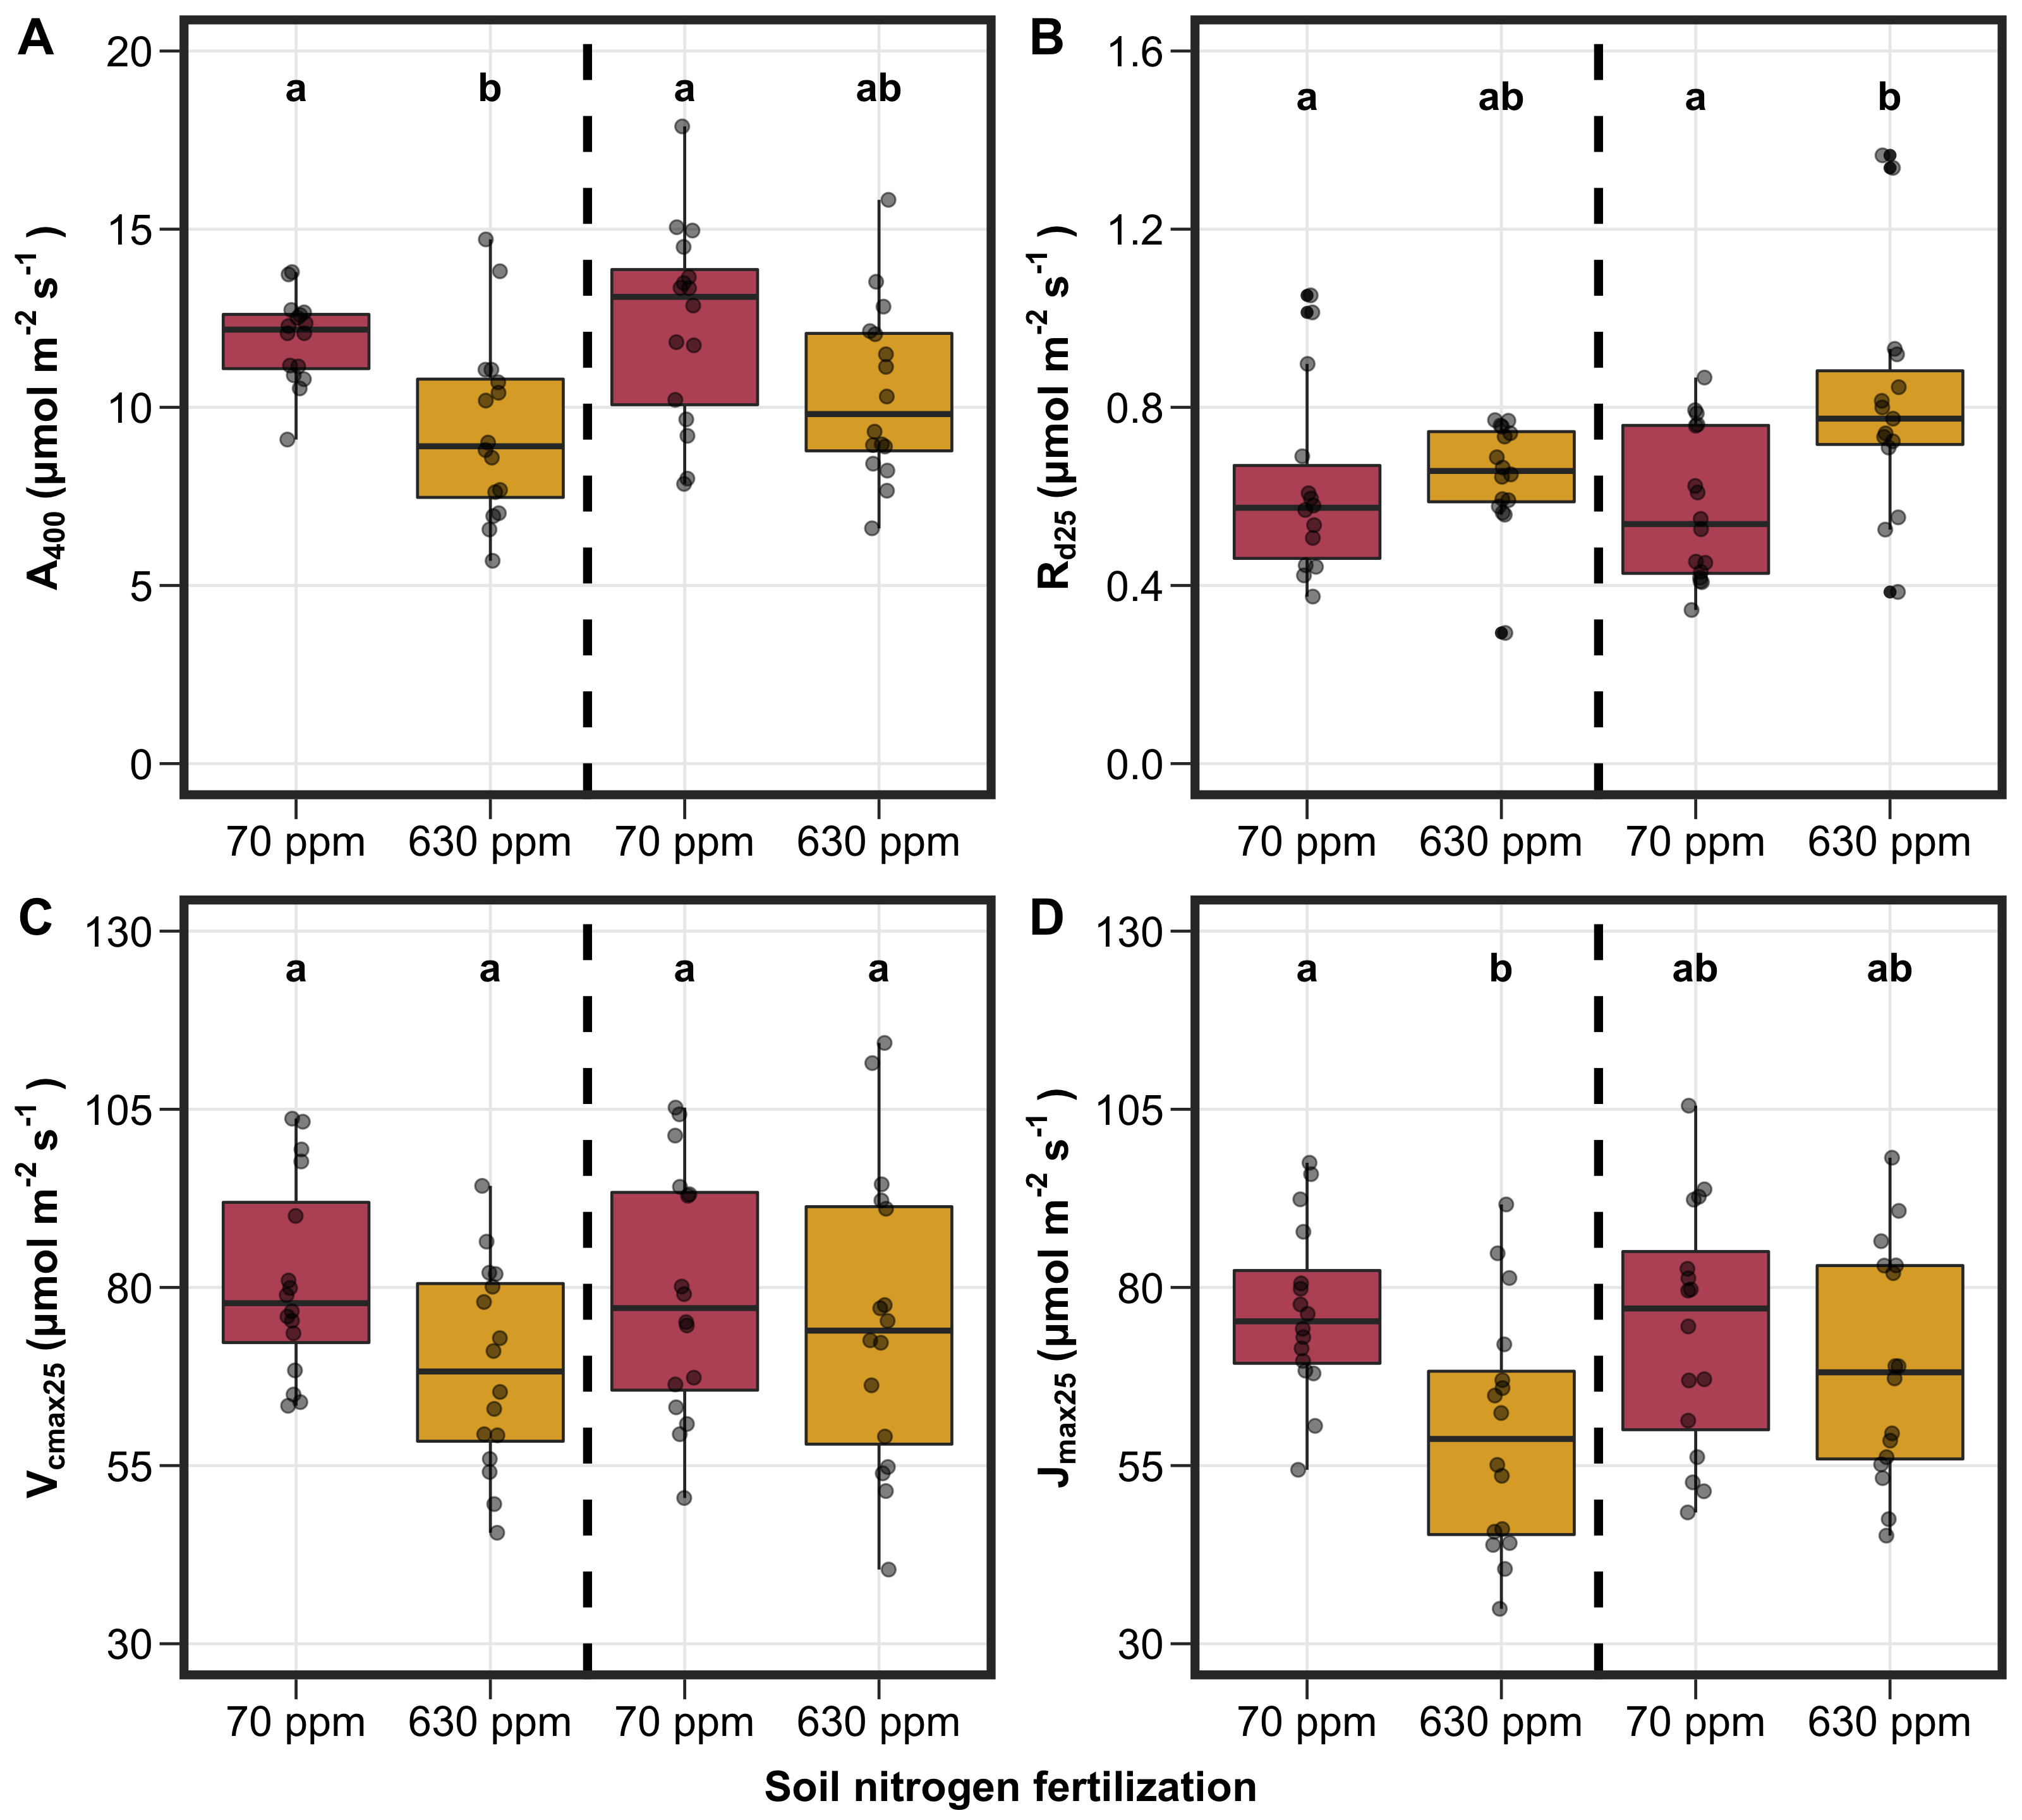 A
B
20
15
10
5
0
A400 (μmol m-2 s-1 )
a b a ab
70 ppm 630 ppm 70 ppm 630 ppm
1.6
1.2
0.8
0.4
0.0
Rd25 (μmol m-2 s-1 )
a ab a b
70 ppm 630 ppm 70 ppm 630 ppm
C
D
130
105
80
55
30
Vcmax25 (μmol m-2 s-1 )
a a a a
70 ppm 630 ppm 70 ppm 630 ppm
130
105
80
55
30
Jmax25 (μmol m-2 s-1 )
a b ab ab
70 ppm 630 ppm 70 ppm 630 ppm
Soil nitrogen fertilization